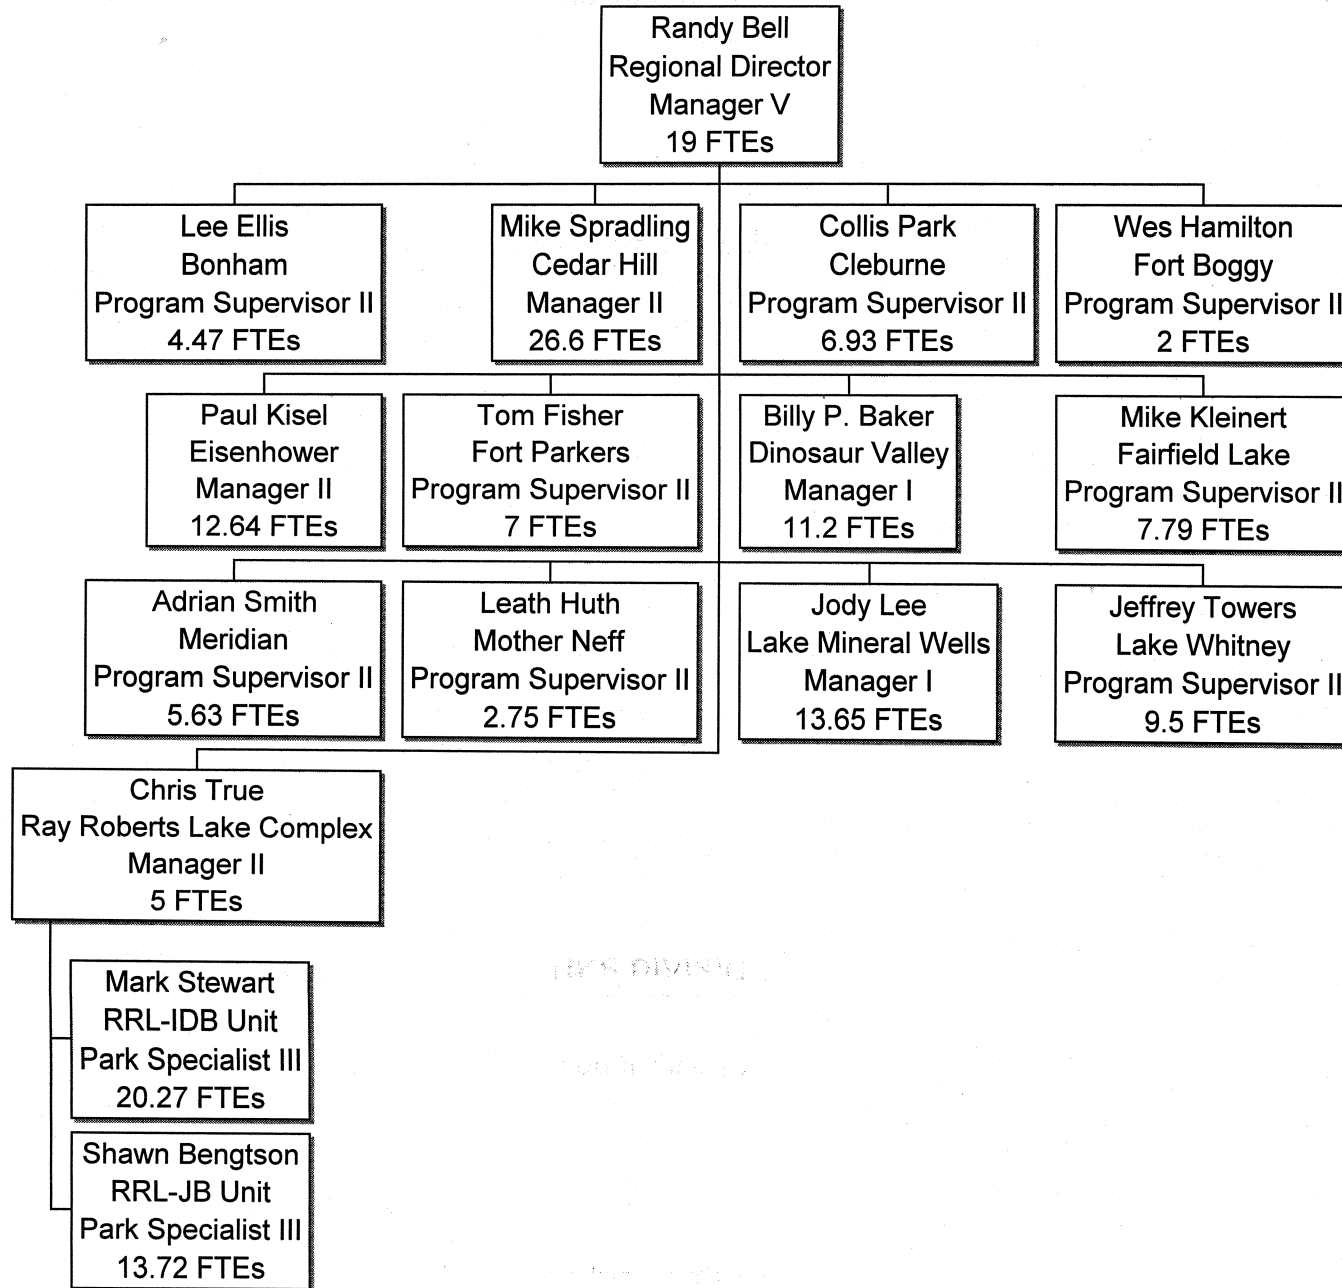 Randy Bell
Regional Director
Manager V
19 FTEs
Lee Ellis
Bonham
Program Supervisor II
4.47 FTEs
Mike Spradling
Cedar Hill
Manager II
26.6 FTEs
Collis Park
Cleburne
Program Supervisor II
6.93 FTEs
Wes Hamilton
Fort Boggy
Program Supervisor II
2 FTEs
Paul Kisel
Eisenhower
Manager II
12.64 FTEs
Tom Fisher
Fort Parkers
Program Supervisor II
7 FTEs
Billy P. Baker
Dinosaur Valley
Manager I
11.2 FTEs
Mike Kleinert
Fairfield Lake
Program Supervisor II
7.79 FTEs
Adrian Smith
Meridian
Program Supervisor II
5.63 FTEs
Leath Huth
Mother Neff
Program Supervisor II
2.75 FTEs
Jody Lee
Lake Mineral Wells
Manager I
13.65 FTEs
Jeffrey Towers
Lake Whitney
Program Supervisor II
9.5 FTEs
Chris True
Ray Roberts Lake Complex
Manager II
5 FTEs
Mark Stewart
RRL-IDB Unit
Park Specialist III
20.27 FTEs
Shawn Bengtson
RRL-JB Unit
Park Specialist III
13.72 FTEs